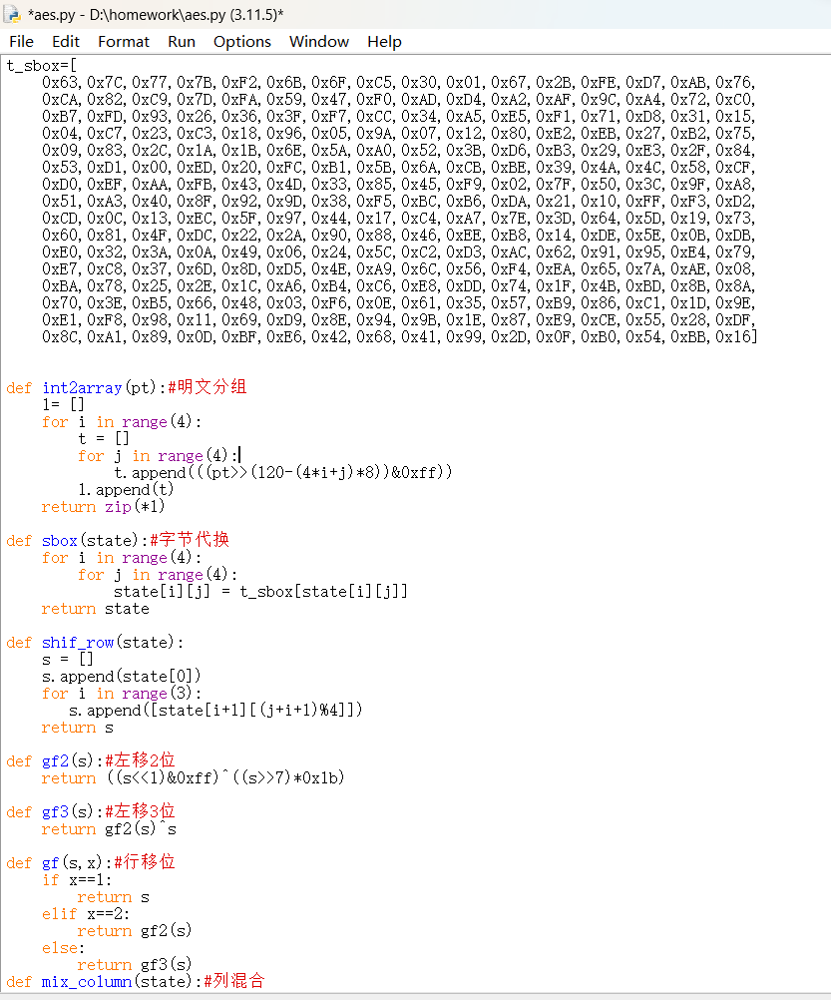 *aes.py - D:\homework\aes.py (3.11.5)*
File Edit Format Run Options Window Help
t_sbox=[
    0x63,0x7C,0x77,0x7B,0xF2,0x6B,0x6F,0xC5,0x30,0x01,0x67,0x2B,0xFE,0xD7,0xAB,0x76,
    0xCA,0x82,0xC9,0x7D,0xFA,0x59,0x47,0xF0,0xAD,0xD4,0xA2,0xAF,0x9C,0xA4,0x72,0xC0,
    0xB7,0xFD,0x93,0x26,0x36,0x3F,0xF7,0xCC,0x34,0xA5,0xE5,0xF1,0x71,0xD8,0x31,0x15,
    0x04,0xC7,0x23,0xC3,0x18,0x96,0x05,0x9A,0x07,0x12,0x80,0xE2,0xEB,0x27,0xB2,0x75,
    0x09,0x83,0x2C,0x1A,0x1B,0x6E,0x5A,0xA0,0x52,0x3B,0xD6,0xB3,0x29,0xE3,0x2F,0x84,
    0x53,0xD1,0x00,0xED,0x20,0xFC,0xB1,0x5B,0x6A,0xCB,0xBE,0x39,0x4A,0x4C,0x58,0xCF,
    0xD0,0xEF,0xAA,0xFB,0x43,0x4D,0x33,0x85,0x45,0xF9,0x02,0x7F,0x50,0x3C,0x9F,0xA8,
    0x51,0xA3,0x40,0x8F,0x92,0x9D,0x38,0xF5,0xBC,0xB6,0xDA,0x21,0x10,0xFF,0xF3,0xD2,
    0xCD,0x0C,0x13,0xEC,0x5F,0x97,0x44,0x17,0xC4,0xA7,0x7E,0x3D,0x64,0x5D,0x19,0x73,
    0x60,0x81,0x4F,0xDC,0x22,0x2A,0x90,0x88,0x46,0xEE,0xB8,0x14,0xDE,0x5E,0x0B,0xDB,
    0xE0,0x32,0x3A,0x0A,0x49,0x06,0x24,0x5C,0xC2,0xD3,0xAC,0x62,0x91,0x95,0xE4,0x79,
    0xE7,0xC8,0x37,0x6D,0x8D,0xD5,0x4E,0xA9,0x6C,0x56,0xF4,0xEA,0x65,0x7A,0xAE,0x08,
    0xBA,0x78,0x25,0x2E,0x1C,0xA6,0xB4,0xC6,0xE8,0xDD,0x74,0x1F,0x4B,0xBD,0x8B,0x8A,
    0x70,0x3E,0xB5,0x66,0x48,0x03,0xF6,0x0E,0x61,0x35,0x57,0xB9,0x86,0xC1,0x1D,0x9E,
    0xE1,0xF8,0x98,0x11,0x69,0xD9,0x8E,0x94,0x9B,0x1E,0x87,0xE9,0xCE,0x55,0x28,0xDF,
    0x8C,0xA1,0x89,0x0D,0xBF,0xE6,0x42,0x68,0x41,0x99,0x2D,0x0F,0xB0,0x54,0xBB,0x16]
def int2array(pt):#明文分组
    l= []
    for i in range(4):
        t = []
        for j in range(4):
            t.append(((pt>>(120-(4*i+j)*8))&0xff))
        l.append(t)
    return zip(*l)
def sbox(state):#字节代换
    for i in range(4):
        for j in range(4):
            state[i][j] = t_sbox[state[i][j]]
    return state
def shif_row(state):
    s = []
    s.append(state[0])
    for i in range(3):
       s.append([state[i+1][(j+i+1)%4]])
    return s
def gf2(s):#左移2位
    return ((s<<1)&0xff)^((s>>7)*0x1b)
def gf3(s):#左移3位
    return gf2(s)^s
def gf(s,x):#行移位
    if x==1:
        return s
    elif x==2:
        return gf2(s)
    else:
        return gf3(s)
def mix_column(state):#列混合